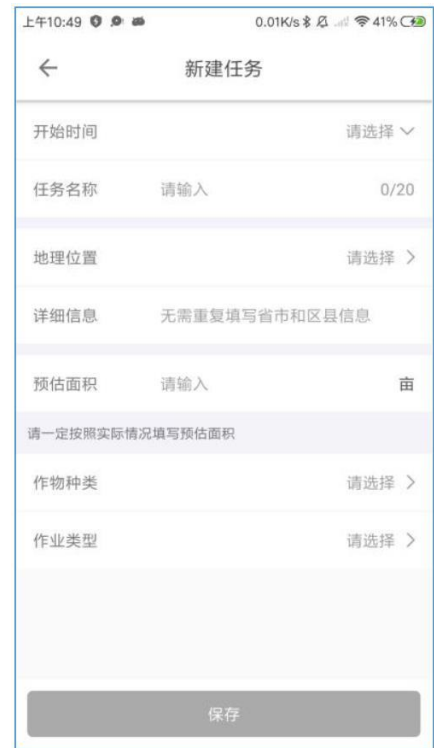 上午10:49 0.01K/s 41%
新建任务
开始时间 请选择
任务名称 请输入 0/20
地理位置 请选择
详细信息 无需重复填写省市和区县信息
预估面积 请输入 亩
请一定按照实际情况填写预估面积
作物种类 请选择
作业类型 请选择
保存